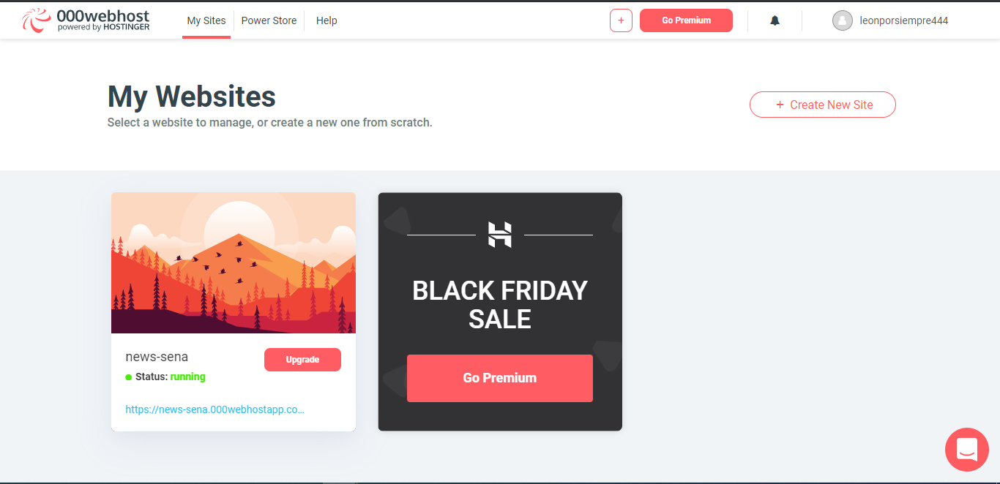 000webhost
powered by HOSTINGER
My Sites
Power Store
Help
+
Go Premium
leonporsiempre444
My Websites
Select a website to manage, or create a new one from scratch.
+ Create New Site
news-sena
Upgrade
Status: running
https://news-sena.000webhostapp.co...
BLACK FRIDAY
SALE
Go Premium